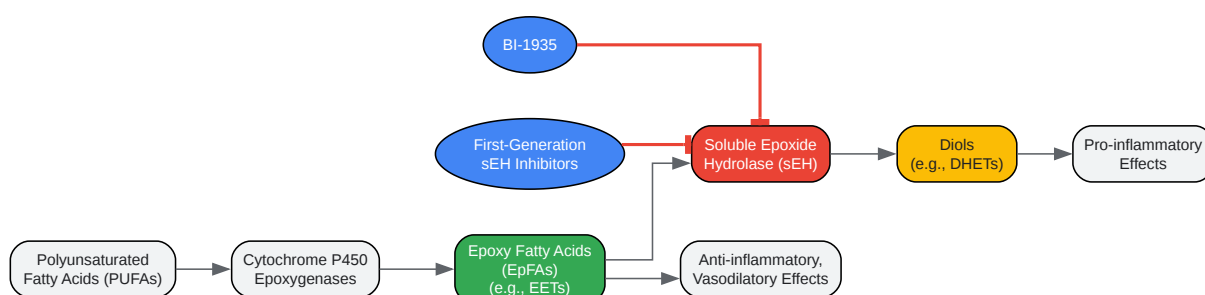 BI-1935
First-Generation
sEH Inhibitors
Soluble Epoxide
Hydrolase (sEH)
Diols
(e.g., DHETs)
Pro-inflammatory
Effects
Polyunsaturated
Fatty Acids (PUFAs)
Cytochrome P450
Epoxygenases
Epoxy Fatty Acids
(EpFAs)
(e.g., EETs)
Anti-inflammatory,
Vasodilatory Effects